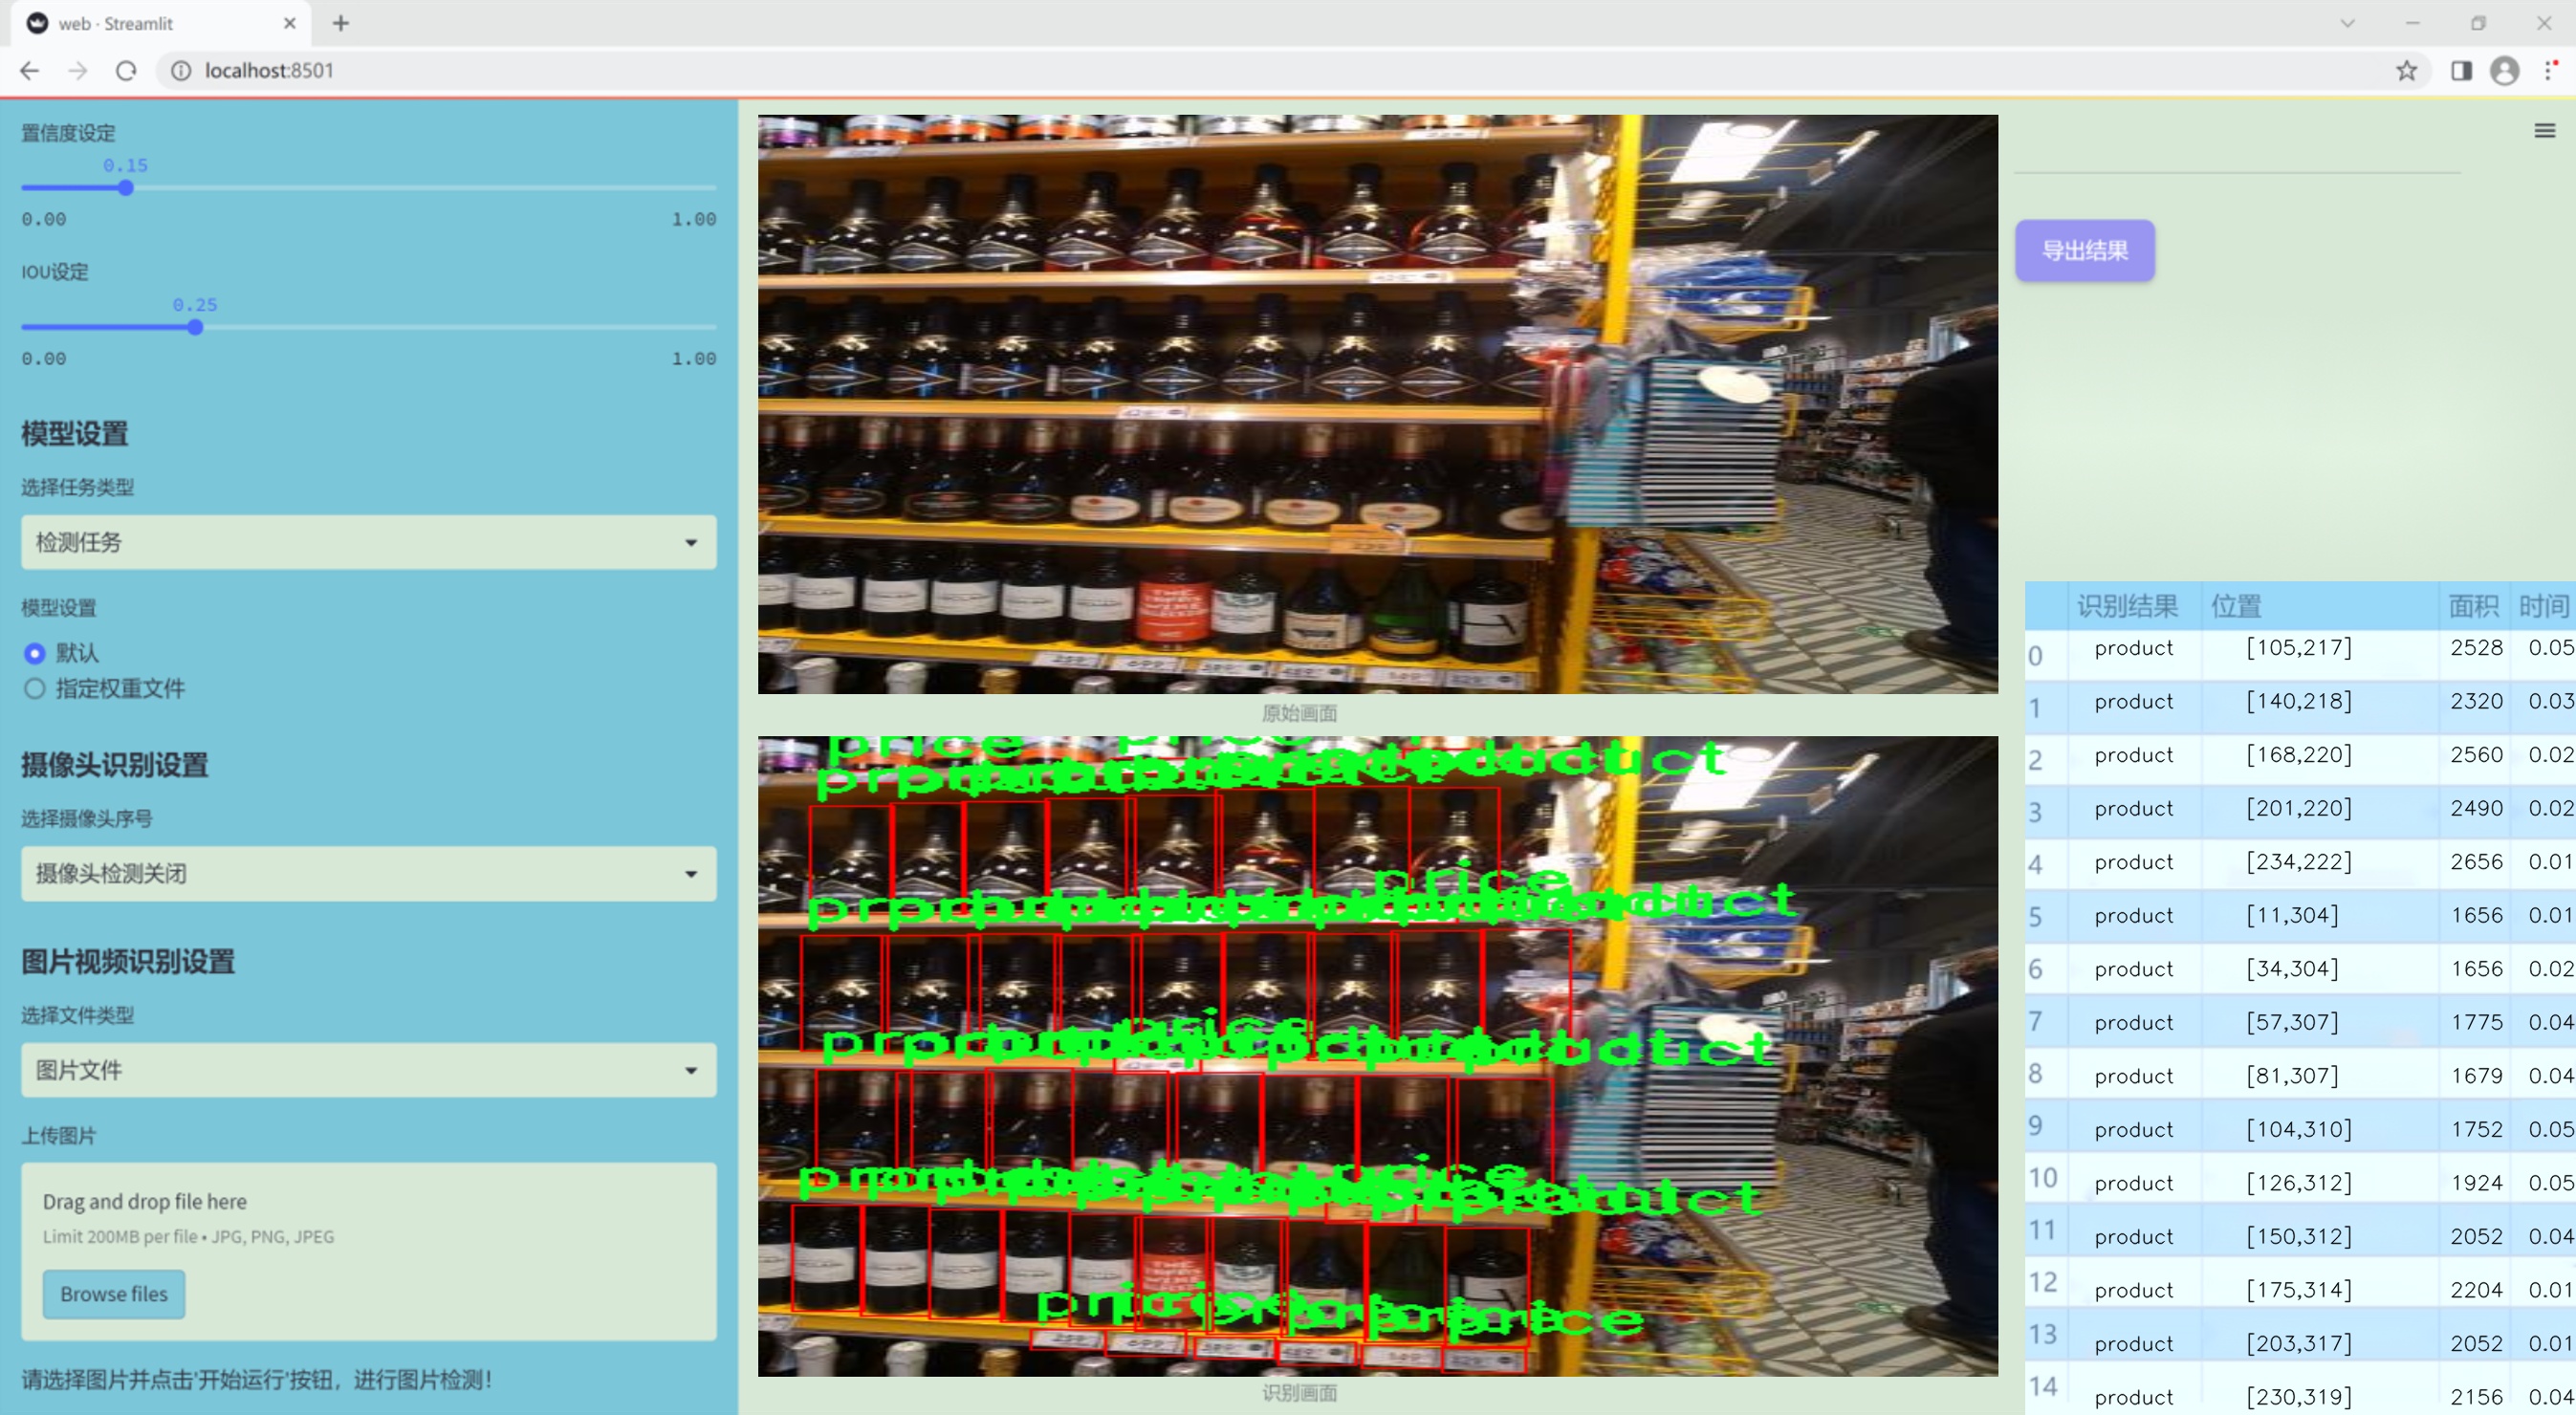 web · Streamlit
localhost:8501
置信度设定
0.15
0.00 1.00
IOU设定
0.25
0.00 1.00
模型设置
选择任务类型
检测任务
模型设置
默认
指定权重文件
摄像头识别设置
选择摄像头序号
摄像头检测关闭
图片视频识别设置
选择文件类型
图片文件
上传图片
Drag and drop file here
Limit 200MB per file • JPG, PNG, JPEG
Browse files
请选择图片并点击'开始运行'按钮，进行图片检测！
原始画面
price
product
price
product
product
product
price
识别画面
导出结果
识别结果 位置 面积 时间
0 product [105,217] 2528 0.05
1 product [140,218] 2320 0.03
2 product [168,220] 2560 0.02
3 product [201,220] 2490 0.02
4 product [234,222] 2656 0.01
5 product [11,304] 1656 0.01
6 product [34,304] 1656 0.02
7 product [57,307] 1775 0.04
8 product [81,307] 1679 0.04
9 product [104,310] 1752 0.05
10 product [126,312] 1924 0.05
11 product [150,312] 2052 0.04
12 product [175,314] 2204 0.01
13 product [203,317] 2052 0.01
14 product [230,319] 2156 0.04